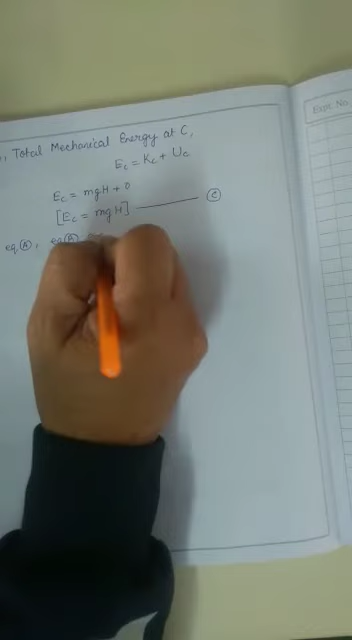 , Total Mechanical Energy at C,
Expt. No.
E_C = K_C + U_C
E_C = mgH + 0
[E_C = mgH] ——— Ⓒ
eq Ⓐ, eq Ⓑ